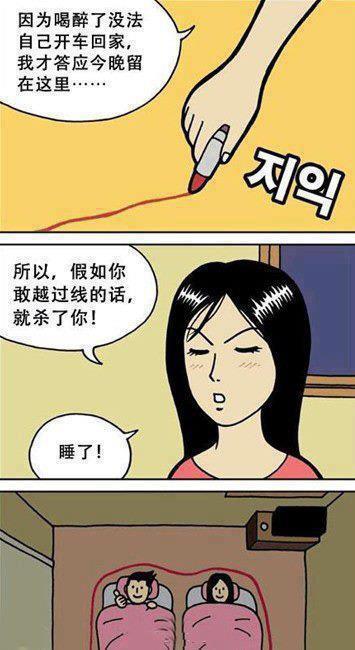 因为喝醉了没法
自己开车回家，
我才答应今晚留
在这里……
지익
所以，假如你
敢越过线的话，
就杀了你！
睡了！